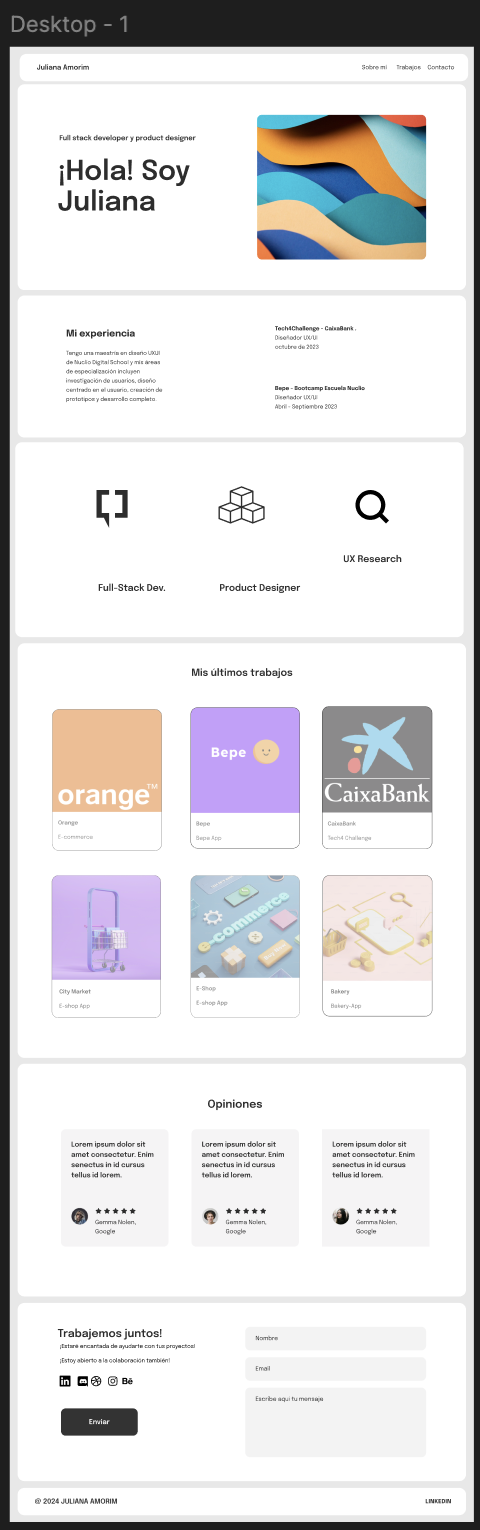 Desktop - 1
Juliana Amorim
Sobre mi
Trabajos
Contacto
Full stack developer y product designer
¡Hola! Soy
Juliana
Mi experiencia
Tengo una maestría en diseño UXUI
de Nuclio Digital School y mis áreas
de especialización incluyen
investigación de usuarios, diseño
centrado en el usuario, creación de
prototipos y desarrollo completo.
Tech4Challenge - CaixaBank .
Diseñador UX/UI
octubre de 2023
Bepe - Bootcamp Escuela Nuclio
Diseñador UX/UI
Abril - Septiembre 2023
UX Research
Full-Stack Dev.
Product Designer
Mis últimos trabajos
orange™
Orange
E-commerce
Bepe
Bepe
Bepe App
CaixaBank
CaixaBank
Tech4 Challenge
City Market
E-shop App
e-commerce
E-Shop
E-shop App
Bakery
Bakery-App
Opiniones
Lorem ipsum dolor sit
amet consectetur. Enim
senectus in id cursus
tellus id lorem.
Gemma Nolen,
Google
Lorem ipsum dolor sit
amet consectetur. Enim
senectus in id cursus
tellus id lorem.
Gemma Nolen,
Google
Lorem ipsum dolor sit
amet consectetur. Enim
senectus in id cursus
tellus id lorem.
Gemma Nolen,
Google
Trabajemos juntos!
¡Estaré encantada de ayudarte con tus proyectos!
¡Estoy abierto a la colaboración también!
in
Bē
Enviar
Nombre
Email
Escribe aqui tu mensaje
@ 2024 JULIANA AMORIM
LINKEDIN